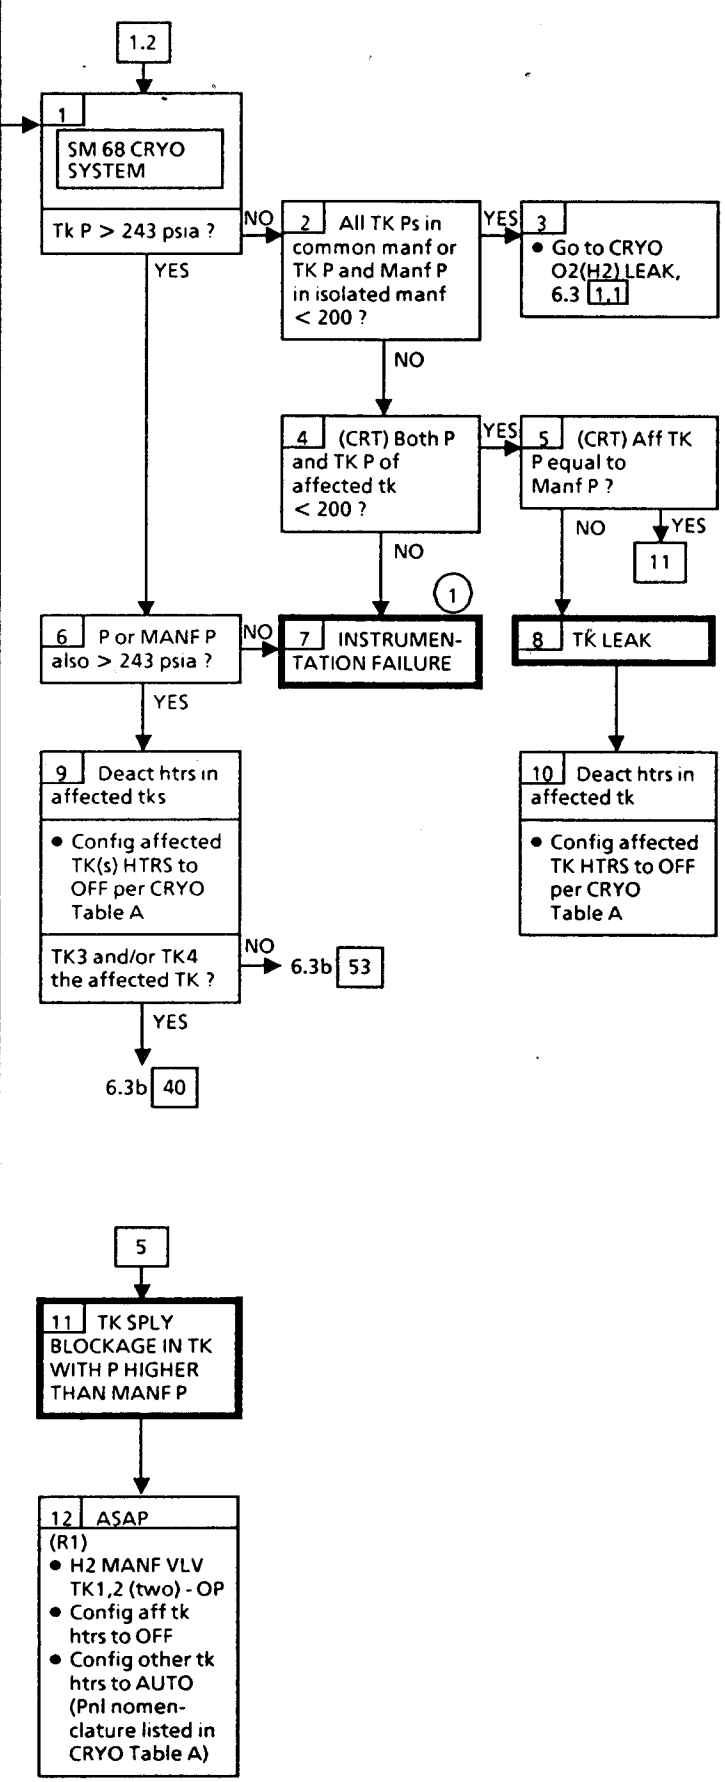 1.2
1
SM 68 CRYO
SYSTEM
Tk P > 243 psia ?
NO
YES
2 All TK Ps in
common manf or
TK P and Manf P
in isolated manf
< 200 ?
YES
NO
3
● Go to CRYO
O2(H2) LEAK,
6.3 1,1
4 (CRT) Both P
and TK P of
affected tk
< 200 ?
YES
NO
5 (CRT) Aff TK
P equal to
Manf P ?
NO
YES
11
1
6 P or MANF P
also > 243 psia ?
NO
YES
7 INSTRUMEN-
TATION FAILURE
8 TK LEAK
9 Deact htrs in
affected tks
● Config affected
TK(s) HTRS to
OFF per CRYO
Table A
TK3 and/or TK4
the affected TK ?
NO
6.3b 53
YES
6.3b 40
10 Deact htrs in
affected tk
● Config affected
TK HTRS to OFF
per CRYO
Table A
5
11 TK SPLY
BLOCKAGE IN TK
WITH P HIGHER
THAN MANF P
12 ASAP
(R1)
● H2 MANF VLV
TK1,2 (two) - OP
● Config aff tk
htrs to OFF
● Config other tk
htrs to AUTO
(Pnl nomen-
clature listed in
CRYO Table A)